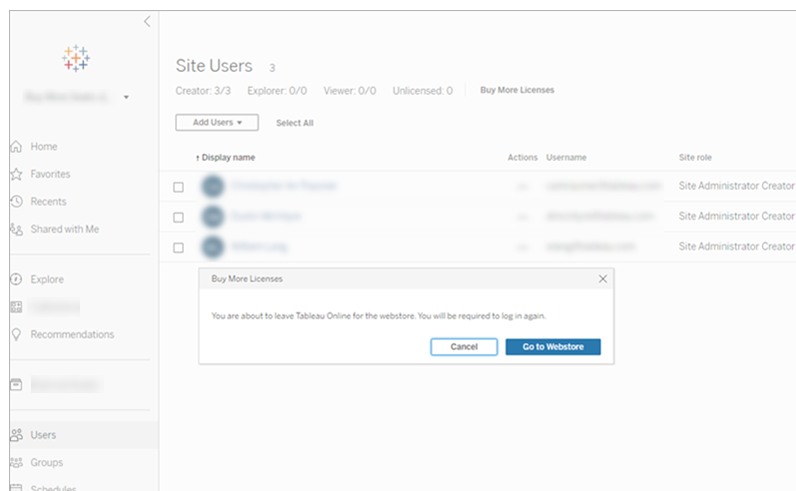 Site Users 3
Creator: 3/3 Explorer: 0/0 Viewer: 0/0 Unlicensed: 0 Buy More Licenses
Add Users Select All
Home
Favorites
Recents
Shared with Me
Explore
Recommendations
Users
Groups
Schedules
↑ Display name Actions Username Site role
Site Administrator Creator
Site Administrator Creator
Site Administrator Creator
Buy More Licenses
You are about to leave Tableau Online for the webstore. You will be required to log in again.
Cancel Go to Webstore